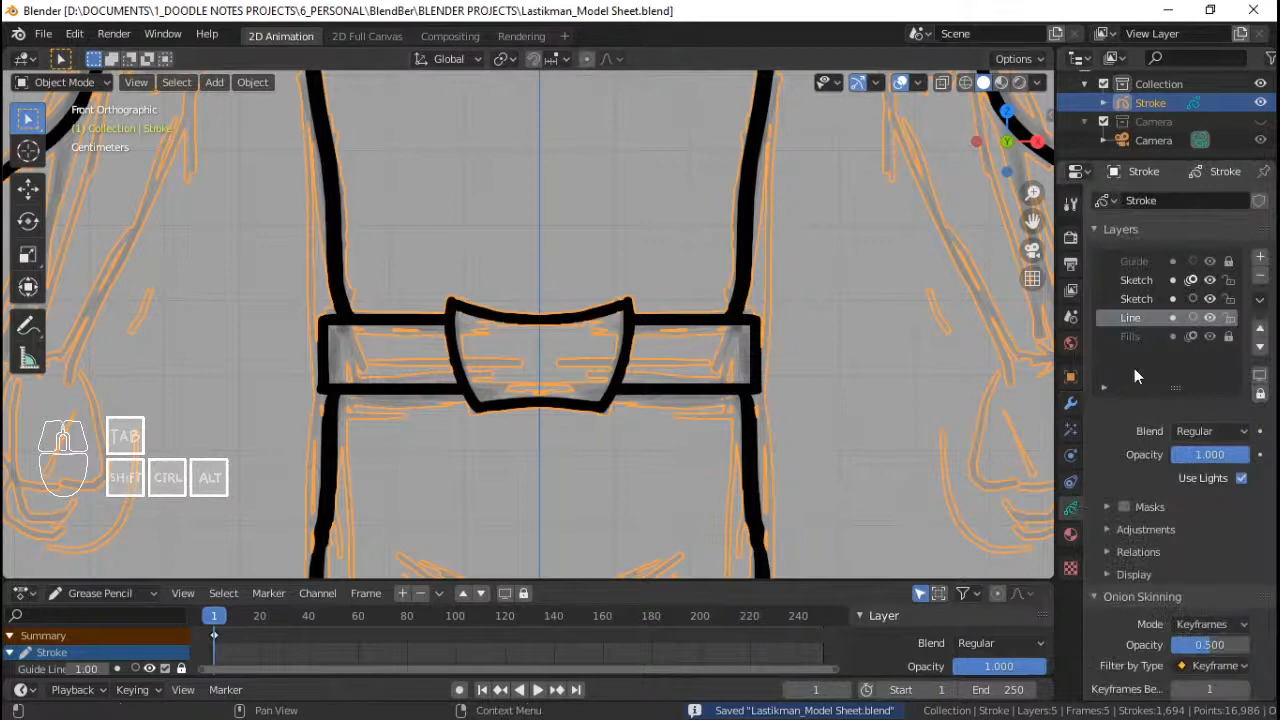 Blender [D:\DOCUMENTS\1_DOODLE NOTES PROJECTS\6_PERSONAL\BlendBer\BLENDER PROJECTS\Lastikman_Model Sheet.blend]
File Edit Render Window Help 2D Animation 2D Full Canvas Compositing Rendering + Scene View Layer
Global Options
Object Mode View Select Add Object
Collection
Front Orthographic
(1) Collection | Stroke
Stroke
Centimeters
Camera
Camera
Stroke Stroke
Stroke
Layers
Guide
Sketch
Sketch
Line
Fills
Blend Regular
TAB
Opacity 1.000
SHIFT CTRL ALT
Use Lights
Masks
Adjustments
Relations
Display
Grease Pencil View Select Marker Channel Frame
Onion Skinning
1 20 40 60 80 100 120 140 160 180 200 220 240 Layer
Mode Keyframes
Summary
Blend Regular
Opacity 0.500
Stroke
Guide Line 1.00
Opacity 1.000
Filter by Type Keyframe
Playback Keying View Marker 1 Start 1 End 250
Keyframes Be... 1
Pan View Context Menu Saved "Lastikman_Model Sheet.blend" Collection | Stroke | Layers:5 | Frames:5 | Strokes:1,694 | Points:16,986 |